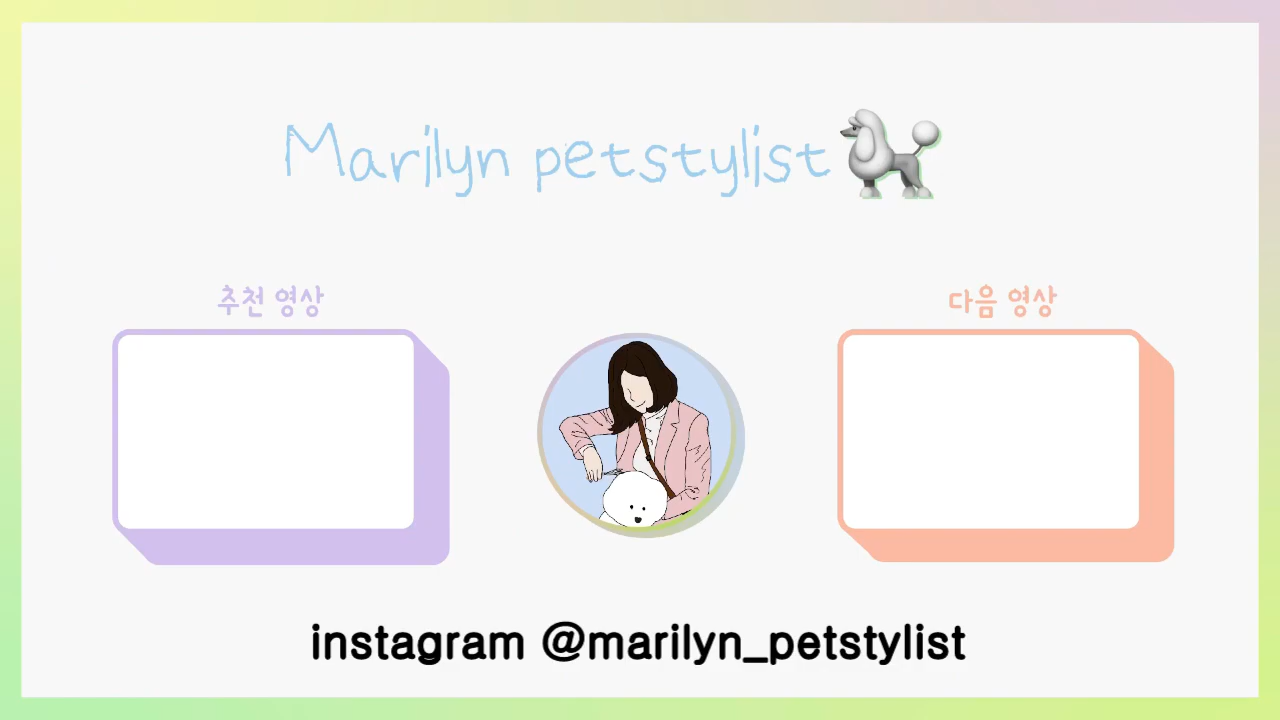 Marilyn petstylist
추천 영상
다음 영상
instagram @marilyn_petstylist